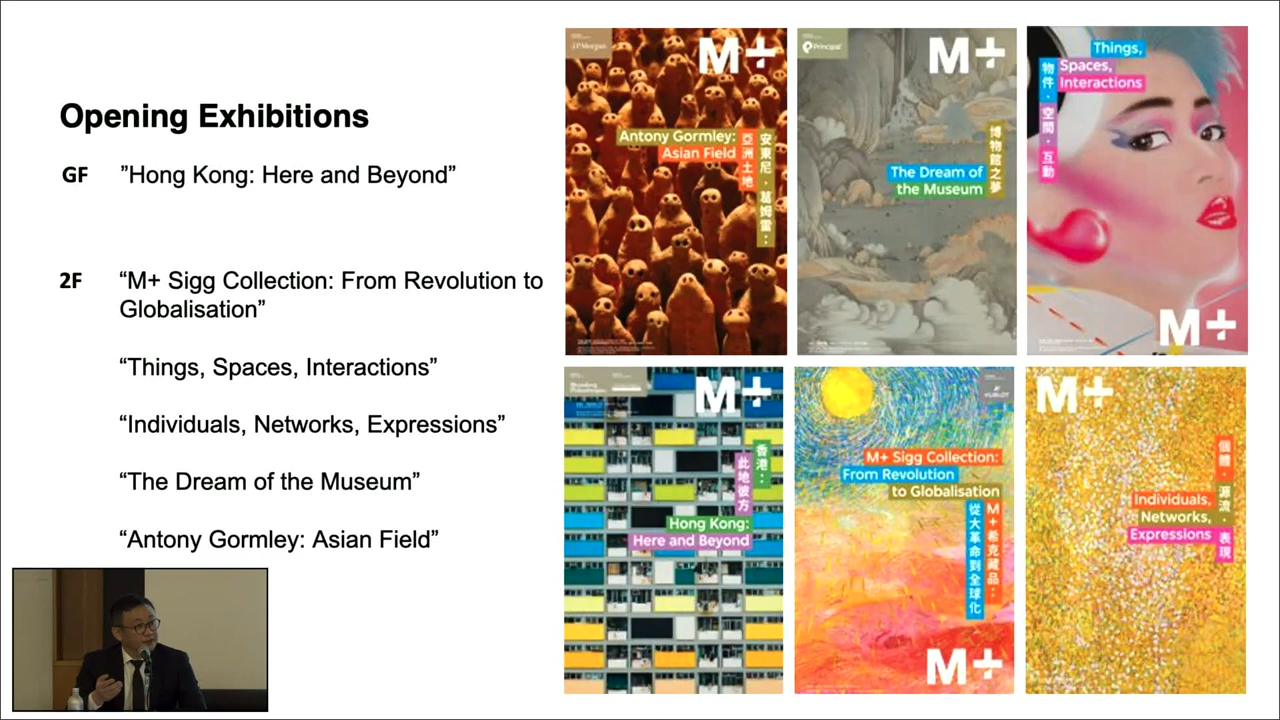 Opening Exhibitions
GF ”Hong Kong: Here and Beyond”
2F “M+ Sigg Collection: From Revolution to
Globalisation”
“Things, Spaces, Interactions”
“Individuals, Networks, Expressions”
“The Dream of the Museum”
“Antony Gormley: Asian Field”
J.P.Morgan
M+
Antony Gormley:
Asian Field
安東尼．葛姆雷：
亞洲土地
Principal
M+
The Dream of
the Museum
博物館之夢
Things,
Spaces,
Interactions
物件．空間．互動
M+
M+
香港：
此地彼方
Hong Kong:
Here and Beyond
HUBLOT
M+ Sigg Collection:
From Revolution
to Globalisation
M+希克藏品：
從大革命到全球化
M+
M+
Individuals,
Networks,
Expressions
個體．源流．
表現